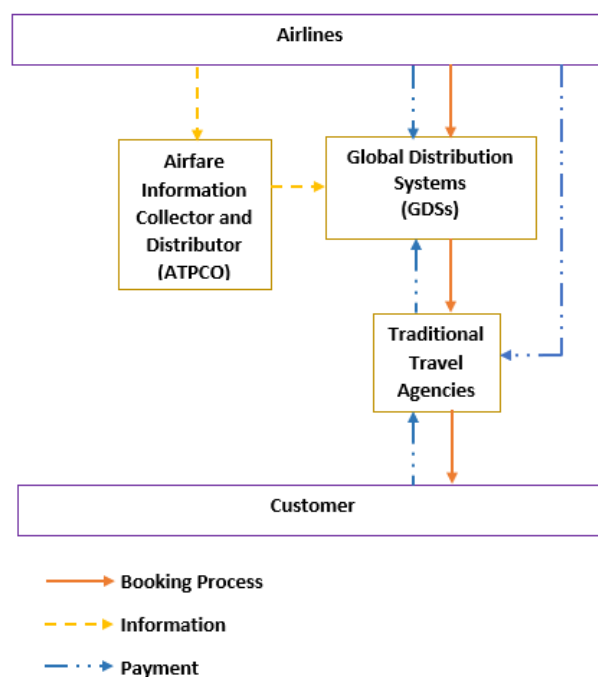 Airlines
Airfare
Information
Collector and
Distributor
(ATPCO)
Global Distribution
Systems
(GDSs)
Traditional
Travel
Agencies
Customer
Booking Process
Information
Payment